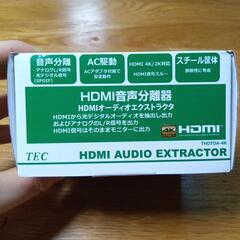 音声分離
アナログL/R信号
光デジタル信号
(SPDIF)
AC駆動
ACアダプタ付属で
安定動作
HDMI 4K/2K対応
HDMI信号スルー
スチール筐体
放熱性に考慮
HDMI音声分離器
HDMIオーディオエクストラクタ
HDMIから光デジタルオーディオを抽出し出力
およびアナログのL/R信号を出力
HDMI信号はそのままモニターに出力
4K
HDMI
THDTOA-4K
TEC
HDMI AUDIO EXTRACTOR